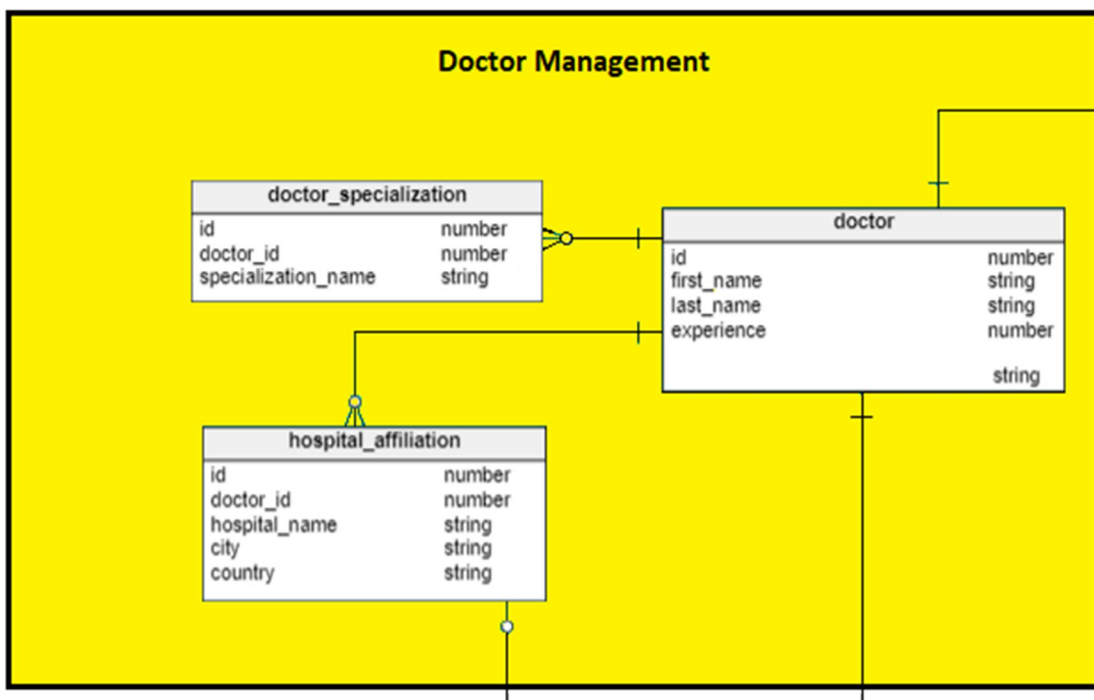 Doctor Management
doctor_specialization
id number
doctor_id number
specialization_name string
doctor
id number
first_name string
last_name string
experience number
string
hospital_affiliation
id number
doctor_id number
hospital_name string
city string
country string